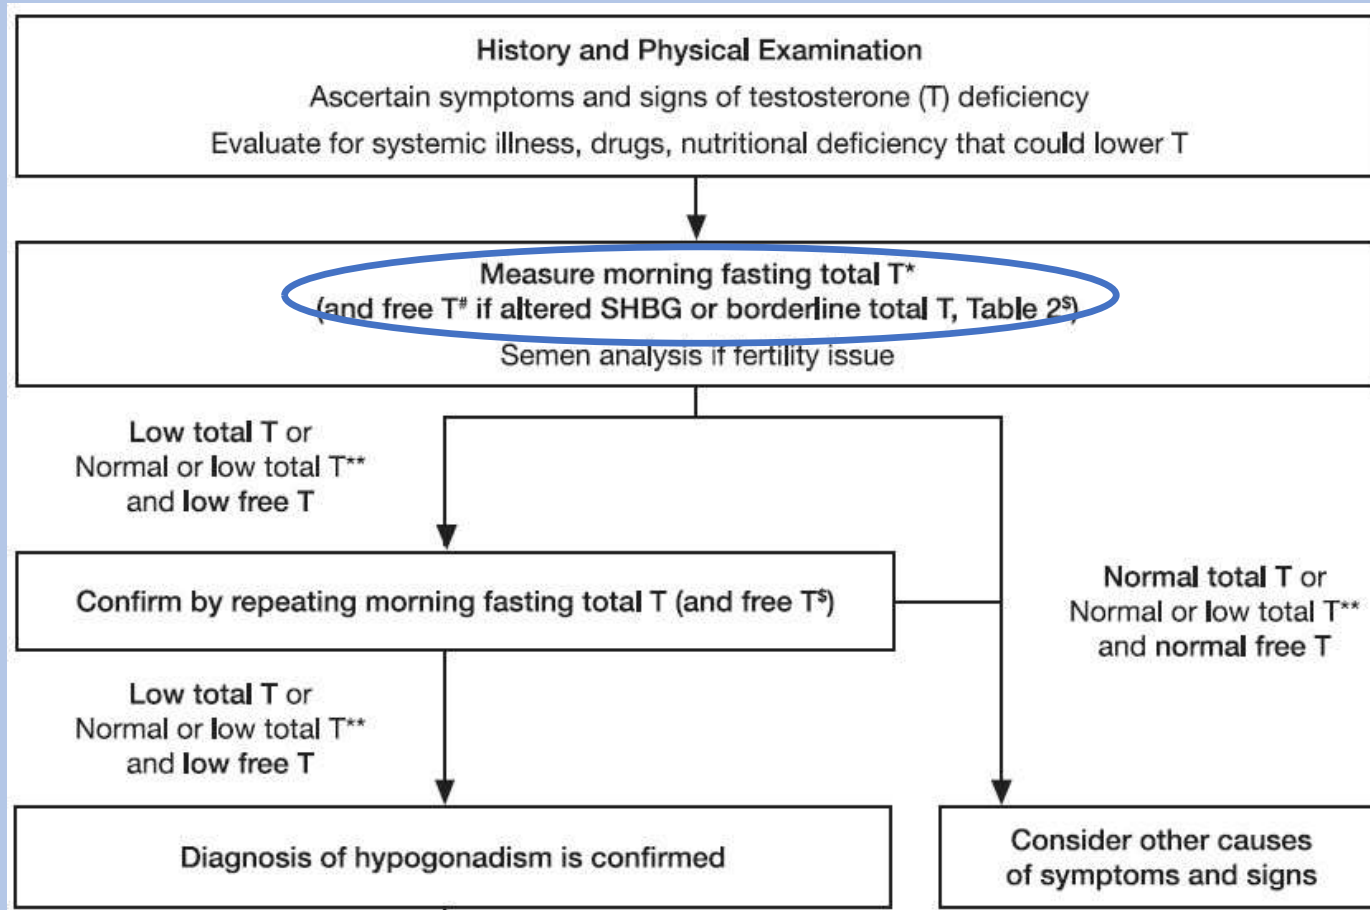 History and Physical Examination
Ascertain symptoms and signs of testosterone (T) deficiency
Evaluate for systemic illness, drugs, nutritional deficiency that could lower T
Measure morning fasting total T*
(and free T# if altered SHBG or borderline total T, Table 2$)
Semen analysis if fertility issue
Low total T or
Normal or low total T**
and low free T
Confirm by repeating morning fasting total T (and free T$)
Normal total T or
Normal or low total T**
and normal free T
Low total T or
Normal or low total T**
and low free T
Diagnosis of hypogonadism is confirmed
Consider other causes
of symptoms and signs